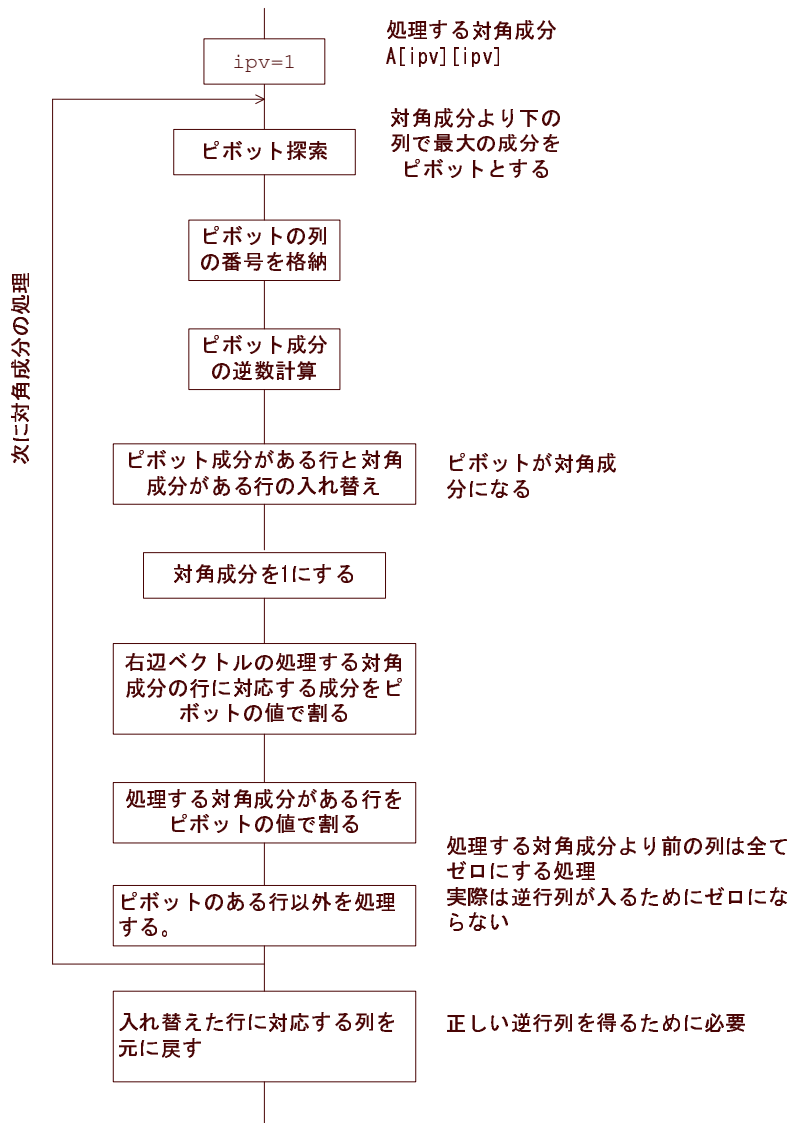 処理する対角成分
A[ipv][ipv]
ipv=1
対角成分より下の
列で最大の成分を
ピボットとする
ピボット探索
ピボットの列
の番号を格納
次に対角成分の処理
ピボット成分
の逆数計算
ピボット成分がある行と対角
成分がある行の入れ替え
ピボットが対角成
分になる
対角成分を1にする
右辺ベクトルの処理する対角
成分の行に対応する成分をピ
ボットの値で割る
処理する対角成分がある行を
ピボットの値で割る
処理する対角成分より前の列は全て
ゼロにする処理
実際は逆行列が入るためにゼロにな
らない
ピボットのある行以外を処理
する。
入れ替えた行に対応する列を
元に戻す
正しい逆行列を得るために必要